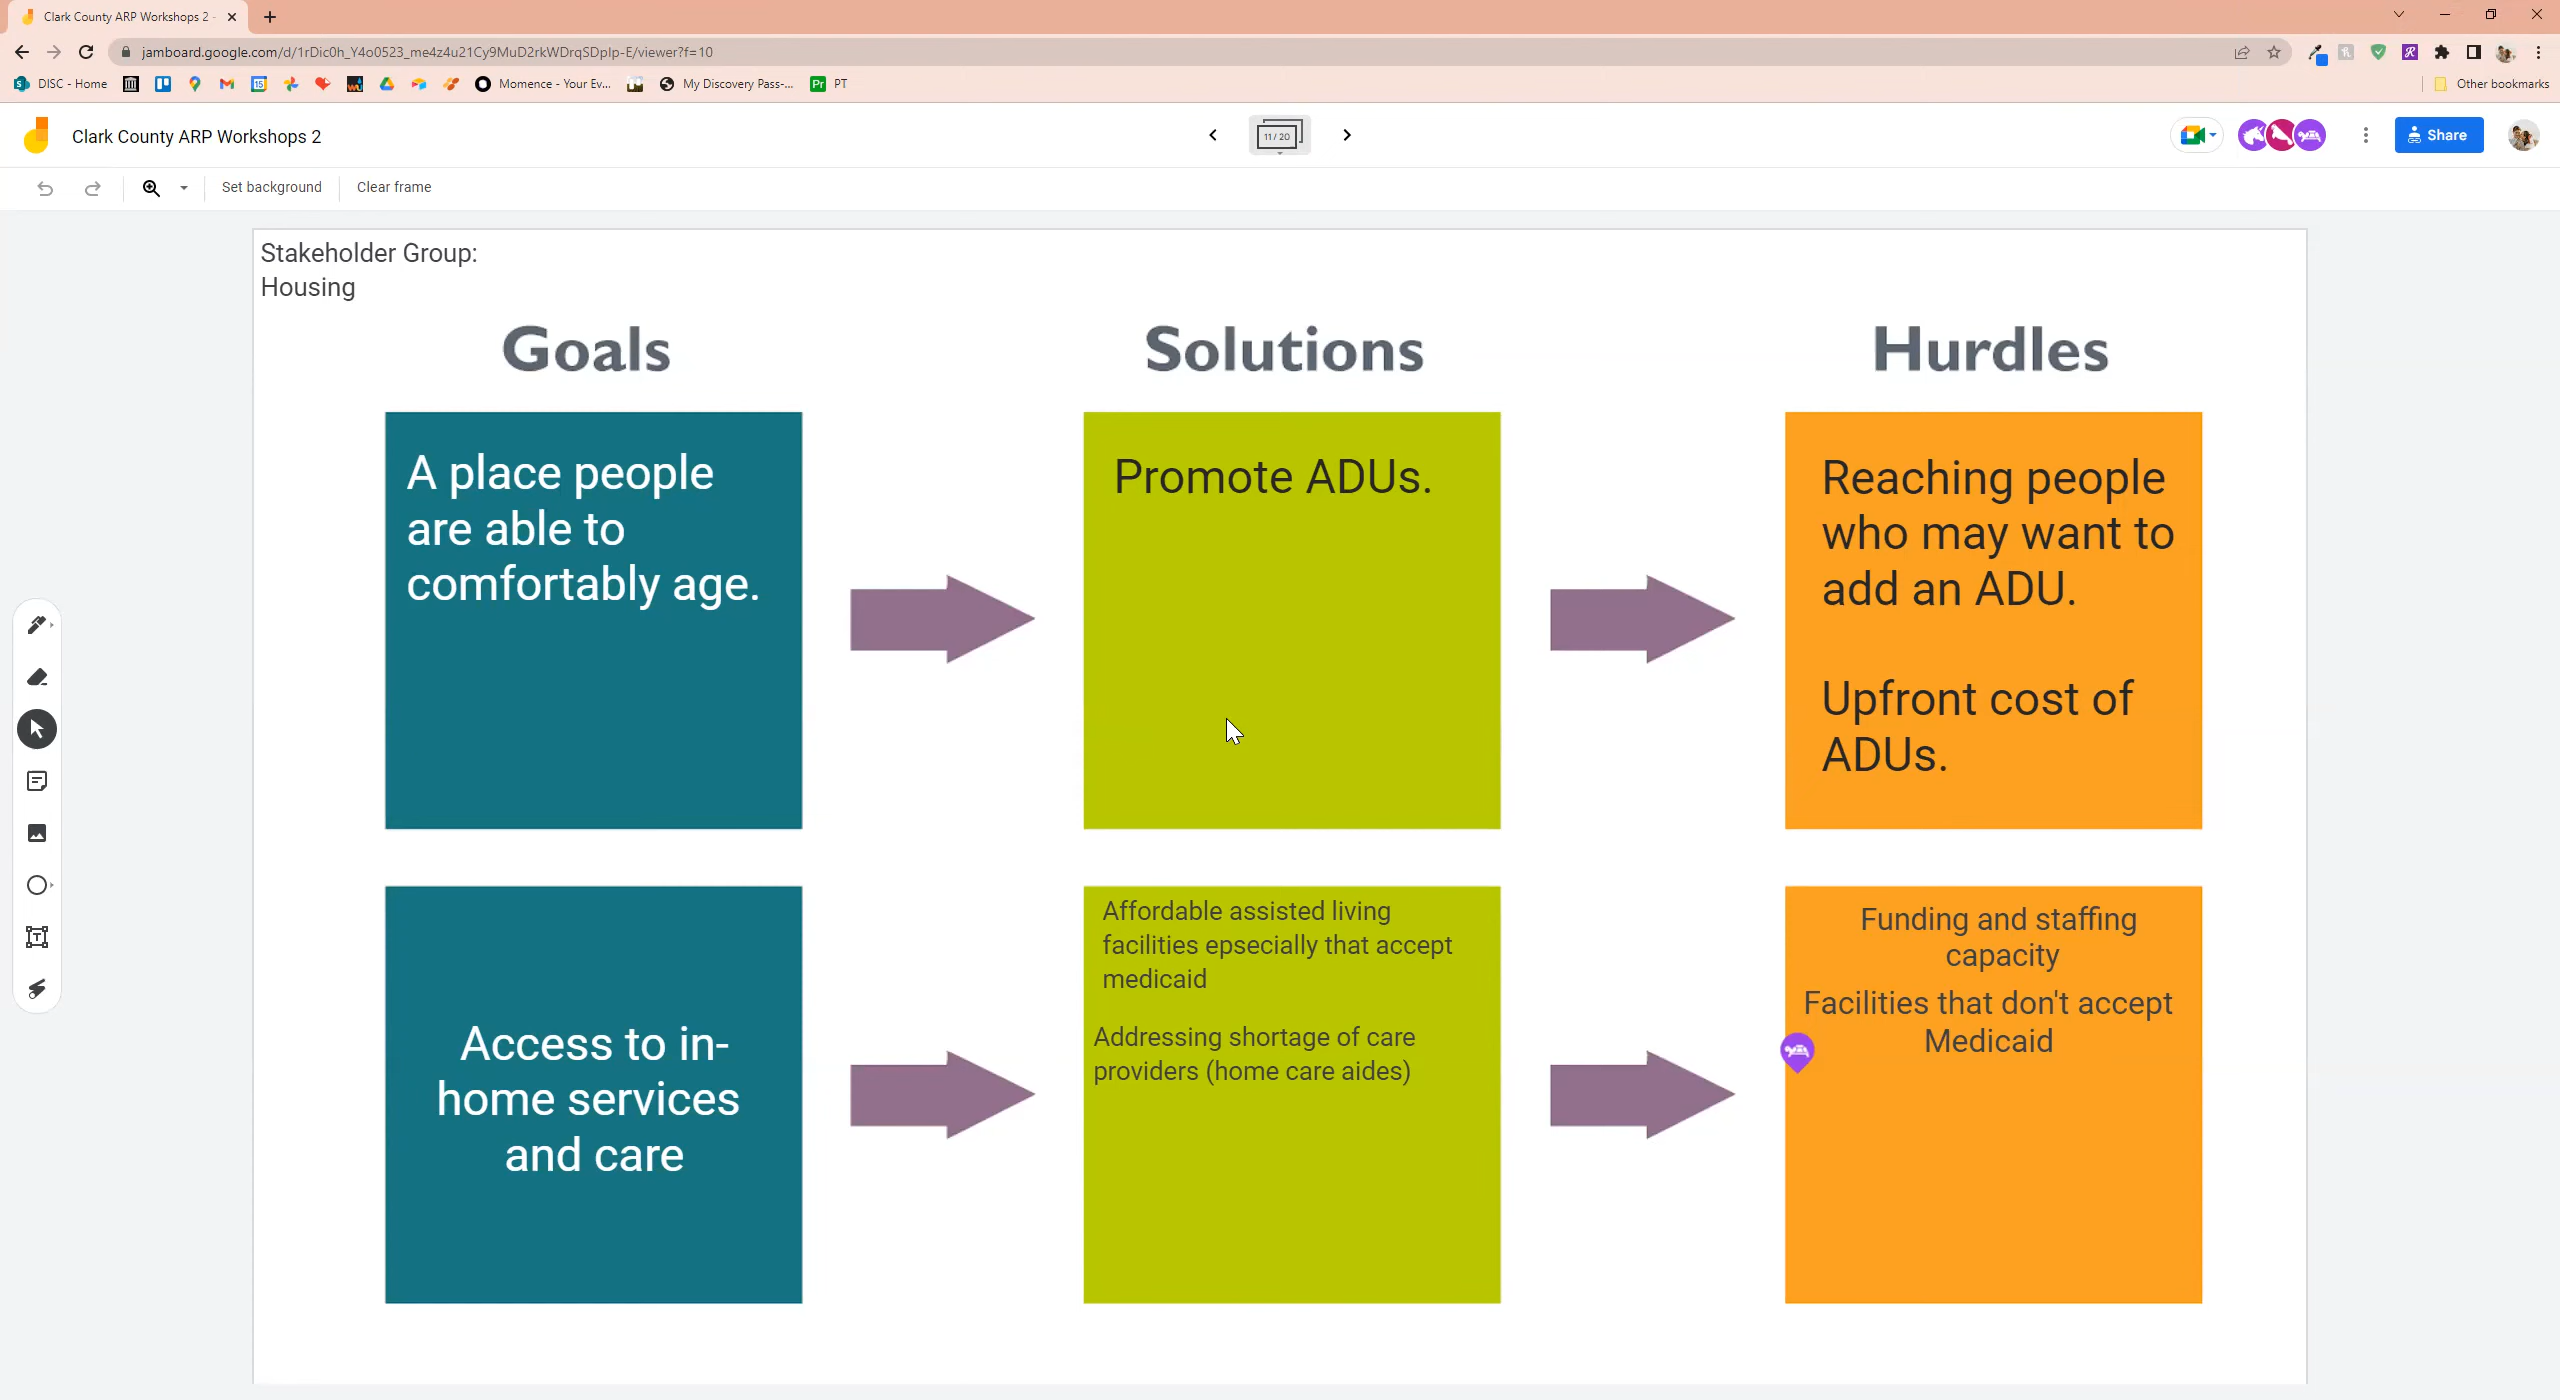 Clark County ARP Workshops 2 -
jamboard.google.com/d/1rDic0h_Y4o0523_me4z4u21Cy9MuD2rkWDrqSDpIp-E/viewer?f=10
DISC - Home
Momence - Your Ev...
My Discovery Pass-...
Pr PT
Other bookmarks
Clark County ARP Workshops 2
11 / 20
Share
Set background
Clear frame
Stakeholder Group:
Housing
Goals
Solutions
Hurdles
A place people
are able to
comfortably age.
Promote ADUs.
Reaching people
who may want to
add an ADU.
Upfront cost of
ADUs.
Access to in-
home services
and care
Affordable assisted living
facilities epsecially that accept
medicaid
Addressing shortage of care
providers (home care aides)
Funding and staffing
capacity
Facilities that don't accept
Medicaid